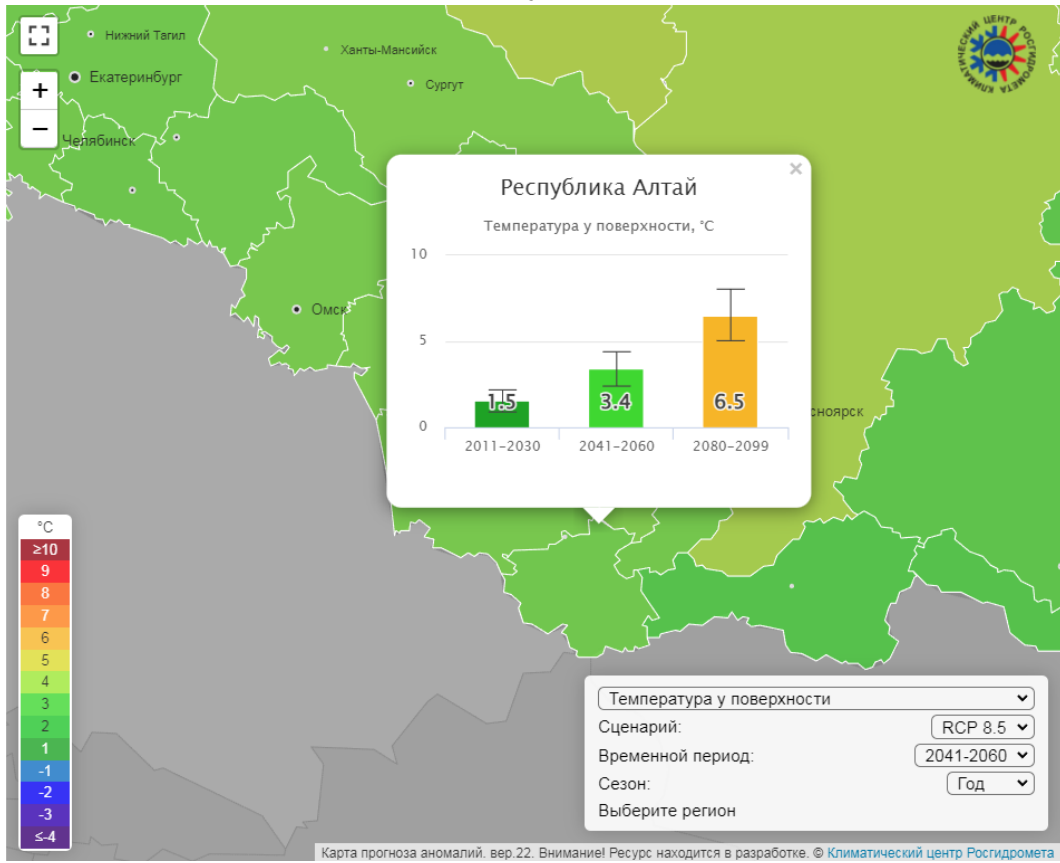 Нижний Тагил
Ханты-Мансийск
Екатеринбург
Сургут
+
−
Челябинск
КЛИМАТИЧЕСКИЙ ЦЕНТР РОСГИДРОМЕТА
×
Республика Алтай
Температура у поверхности, °C
10
5
0
1.5
3.4
6.5
2011–2030
2041–2060
2080–2099
Омск
сноярск
°C
≥10
9
8
7
6
5
4
3
2
1
-1
-2
-3
≤-4
Температура у поверхности
Сценарий: RCP 8.5
Временной период: 2041-2060
Сезон: Год
Выберите регион
Карта прогноза аномалий. вер.22. Внимание! Ресурс находится в разработке. © Климатический центр Росгидромета